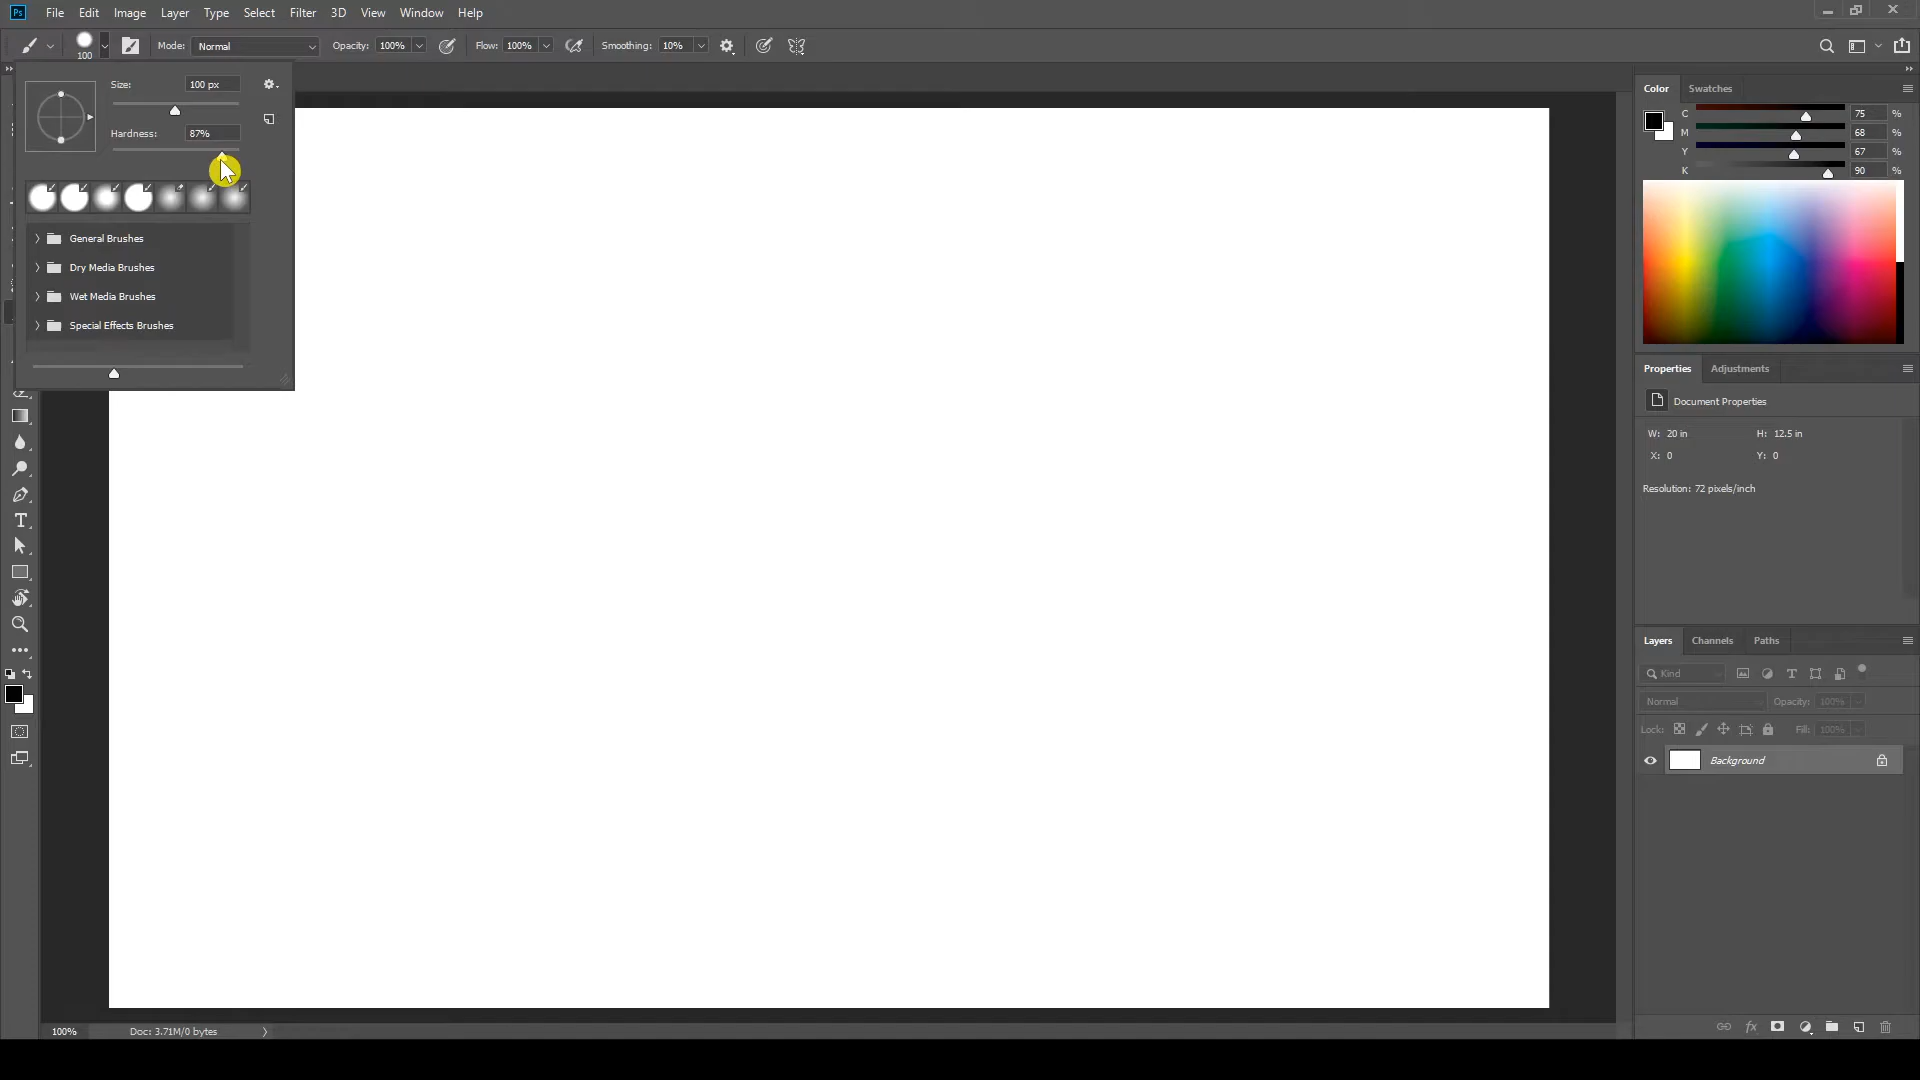 Ps File Edit Image Layer Type Select Filter 3D View Window Help
100 Mode: Normal Opacity: 100% Flow: 100% Smoothing: 10%
Size: 100 px
Hardness: 87%
General Brushes
Dry Media Brushes
Wet Media Brushes
Special Effects Brushes
T
Color Swatches
C 75 %
M 68 %
Y 67 %
K 90 %
Properties Adjustments
Document Properties
W: 20 in H: 12.5 in
X: 0 Y: 0
Resolution: 72 pixels/inch
Layers Channels Paths
Kind T
Normal Opacity: 100%
Lock: Fill: 100%
Background
fx
100% Doc: 3.71M/0 bytes